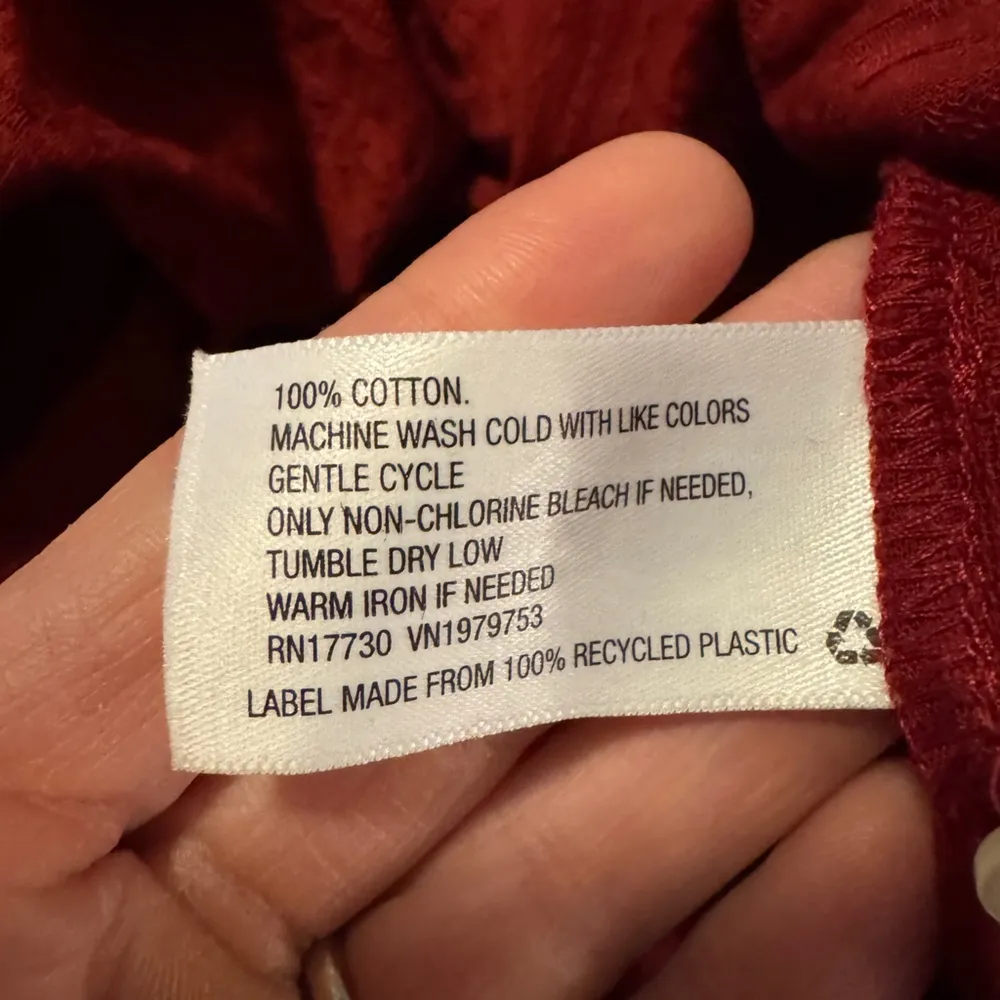 100% COTTON.
MACHINE WASH COLD WITH LIKE COLORS
GENTLE CYCLE
ONLY NON-CHLORINE BLEACH IF NEEDED,
TUMBLE DRY LOW
WARM IRON IF NEEDED
RN17730 VN1979753
LABEL MADE FROM 100% RECYCLED PLASTIC